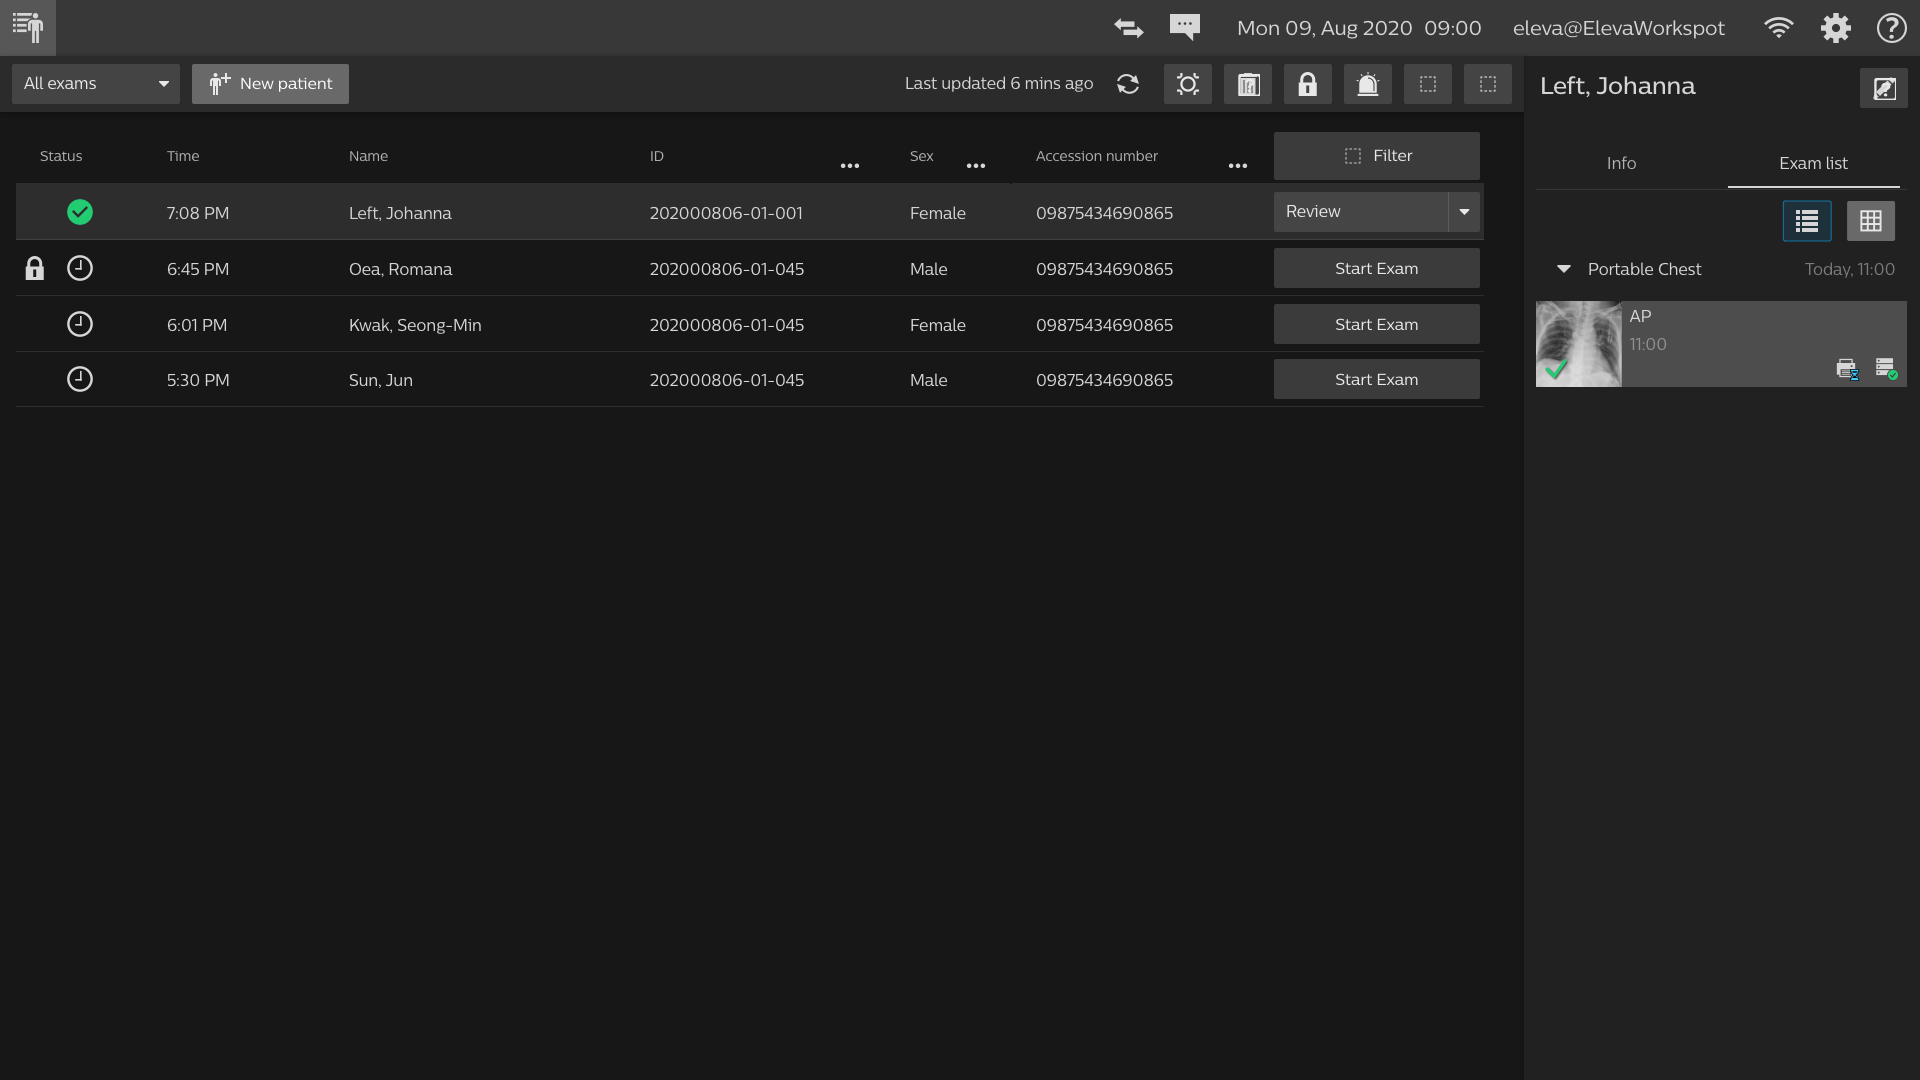 Mon 09, Aug 2020 09:00 eleva@ElevaWorkspot
All exams New patient Last updated 6 mins ago
Left, Johanna
Info Exam list
Status Time Name ID Sex Accession number Filter
7:08 PM Left, Johanna 202000806-01-001 Female 09875434690865 Review
6:45 PM Oea, Romana 202000806-01-045 Male 09875434690865 Start Exam
6:01 PM Kwak, Seong-Min 202000806-01-045 Female 09875434690865 Start Exam
5:30 PM Sun, Jun 202000806-01-045 Male 09875434690865 Start Exam
Portable Chest Today, 11:00
AP
11:00